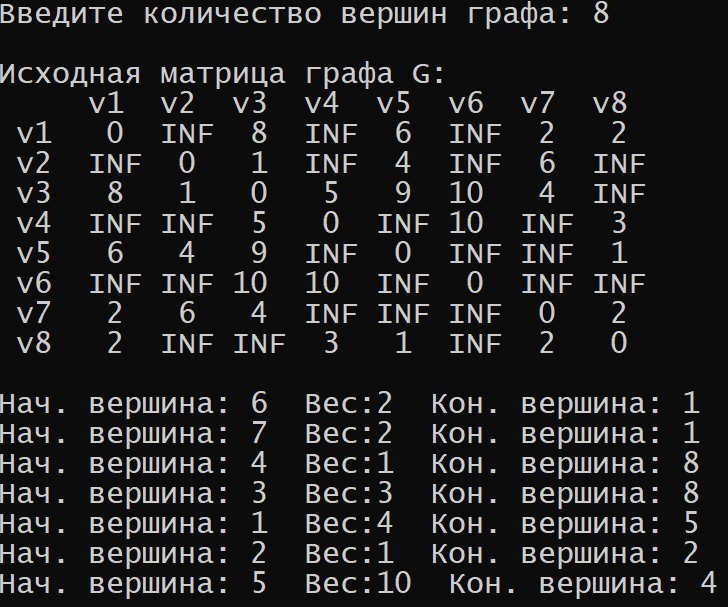 Введите количество вершин графа: 8
Исходная матрица графа G:
v1 v2 v3 v4 v5 v6 v7 v8
v1 0 INF 8 INF 6 INF 2 2
v2 INF 0 1 INF 4 INF 6 INF
v3 8 1 0 5 9 10 4 INF
v4 INF INF 5 0 INF 10 INF 3
v5 6 4 9 INF 0 INF INF 1
v6 INF INF 10 10 INF 0 INF INF
v7 2 6 4 INF INF INF 0 2
v8 2 INF INF 3 1 INF 2 0
Нач. вершина: 6 Вес:2 Кон. вершина: 1
Нач. вершина: 7 Вес:2 Кон. вершина: 1
Нач. вершина: 4 Вес:1 Кон. вершина: 8
Нач. вершина: 3 Вес:3 Кон. вершина: 8
Нач. вершина: 1 Вес:4 Кон. вершина: 5
Нач. вершина: 2 Вес:1 Кон. вершина: 2
Нач. вершина: 5 Вес:10 Кон. вершина: 4